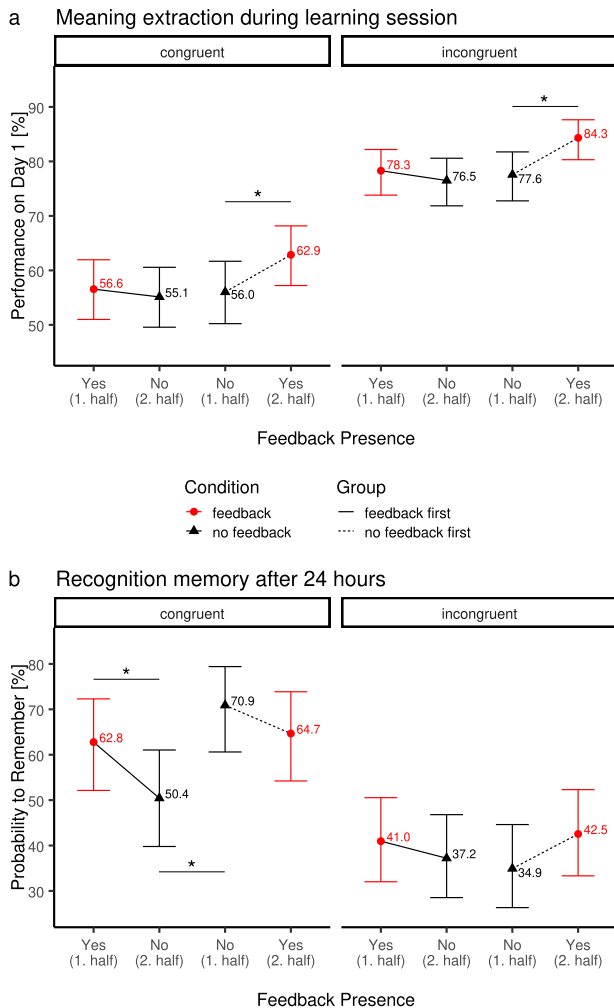 a Meaning extraction during learning session
congruent incongruent
Performance on Day 1 [%]
90
80
70
60
50
56.6 55.1 56.0 * 62.9 78.3 76.5 77.6 * 84.3
Yes No No Yes Yes No No Yes
(1. half) (2. half) (1. half) (2. half) (1. half) (2. half) (1. half) (2. half)
Feedback Presence
Condition Group
feedback feedback first
no feedback no feedback first
b Recognition memory after 24 hours
congruent incongruent
Probability to Remember [%]
80
70
60
50
40
30
62.8 * 50.4 * 70.9 64.7 41.0 37.2 34.9 42.5
Yes No No Yes Yes No No Yes
(1. half) (2. half) (1. half) (2. half) (1. half) (2. half) (1. half) (2. half)
Feedback Presence